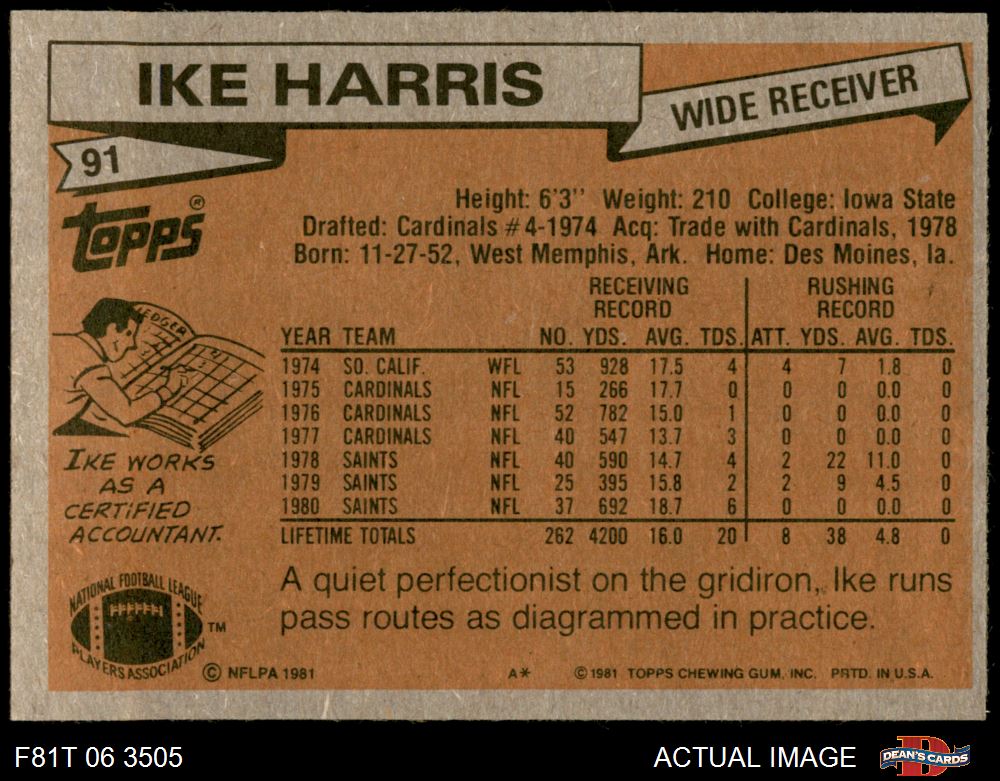 IKE HARRIS
WIDE RECEIVER
91
TOPPS®
Height: 6'3'' Weight: 210 College: Iowa State
Drafted: Cardinals #4-1974 Acq: Trade with Cardinals, 1978
Born: 11-27-52, West Memphis, Ark. Home: Des Moines, Ia.
RECEIVING RECORD RUSHING RECORD
YEAR TEAM NO. YDS. AVG. TDS. ATT. YDS. AVG. TDS.
1974 SO. CALIF. WFL 53 928 17.5 4 4 7 1.8 0
1975 CARDINALS NFL 15 266 17.7 0 0 0 0.0 0
1976 CARDINALS NFL 52 782 15.0 1 0 0 0.0 0
1977 CARDINALS NFL 40 547 13.7 3 0 0 0.0 0
1978 SAINTS NFL 40 590 14.7 4 2 22 11.0 0
1979 SAINTS NFL 25 395 15.8 2 2 9 4.5 0
1980 SAINTS NFL 37 692 18.7 6 0 0 0.0 0
LIFETIME TOTALS 262 4200 16.0 20 8 38 4.8 0
LEDGER
IKE WORKS
AS A
CERTIFIED
ACCOUNTANT.
A quiet perfectionist on the gridiron, Ike runs
pass routes as diagrammed in practice.
NATIONAL FOOTBALL LEAGUE
PLAYERS ASSOCIATION
TM
© NFLPA 1981 A* © 1981 TOPPS CHEWING GUM, INC. PRTD. IN U.S.A.
F81T 06 3505 ACTUAL IMAGE DEAN'S CARDS